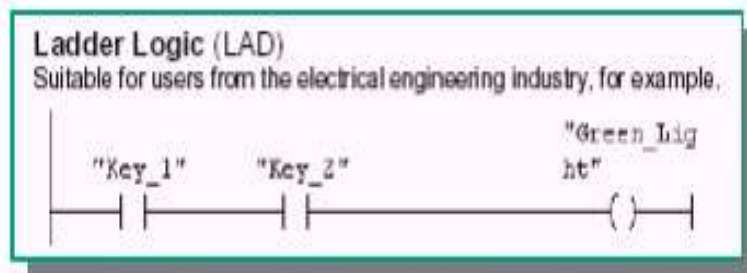 Ladder Logic (LAD)
Suitable for users from the electrical engineering industry, for example.
"Green_Lig
"Key_1" "Key_2" ht"